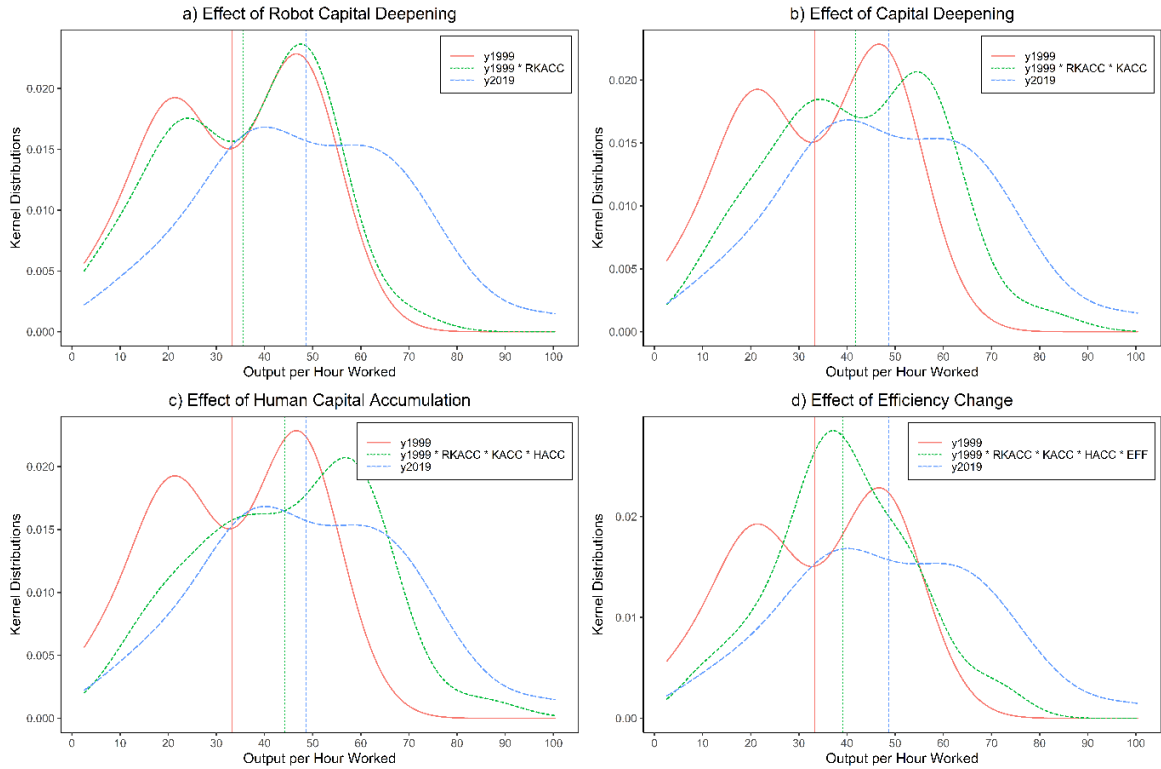 a) Effect of Robot Capital Deepening
y1999
y1999 * RKACC
y2019
Kernel Distributions
0.020
0.015
0.010
0.005
0.000
0 10 20 30 40 50 60 70 80 90 100
Output per Hour Worked
b) Effect of Capital Deepening
y1999
y1999 * RKACC * KACC
y2019
Kernel Distributions
0.020
0.015
0.010
0.005
0.000
0 10 20 30 40 50 60 70 80 90 100
Output per Hour Worked
c) Effect of Human Capital Accumulation
y1999
y1999 * RKACC * KACC * HACC
y2019
Kernel Distributions
0.020
0.015
0.010
0.005
0.000
0 10 20 30 40 50 60 70 80 90 100
Output per Hour Worked
d) Effect of Efficiency Change
y1999
y1999 * RKACC * KACC * HACC * EFF
y2019
Kernel Distributions
0.02
0.01
0.00
0 10 20 30 40 50 60 70 80 90 100
Output per Hour Worked